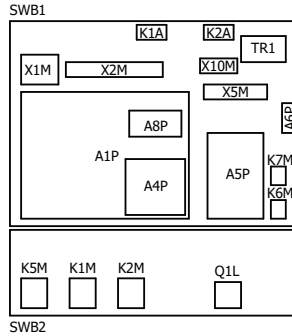 SWB1
K1A K2A
TR1
X1M X2M X10M
X5M
A6P
A8P
A1P
A4P A5P K7M
K6M
K5M K1M K2M Q1L
SWB2